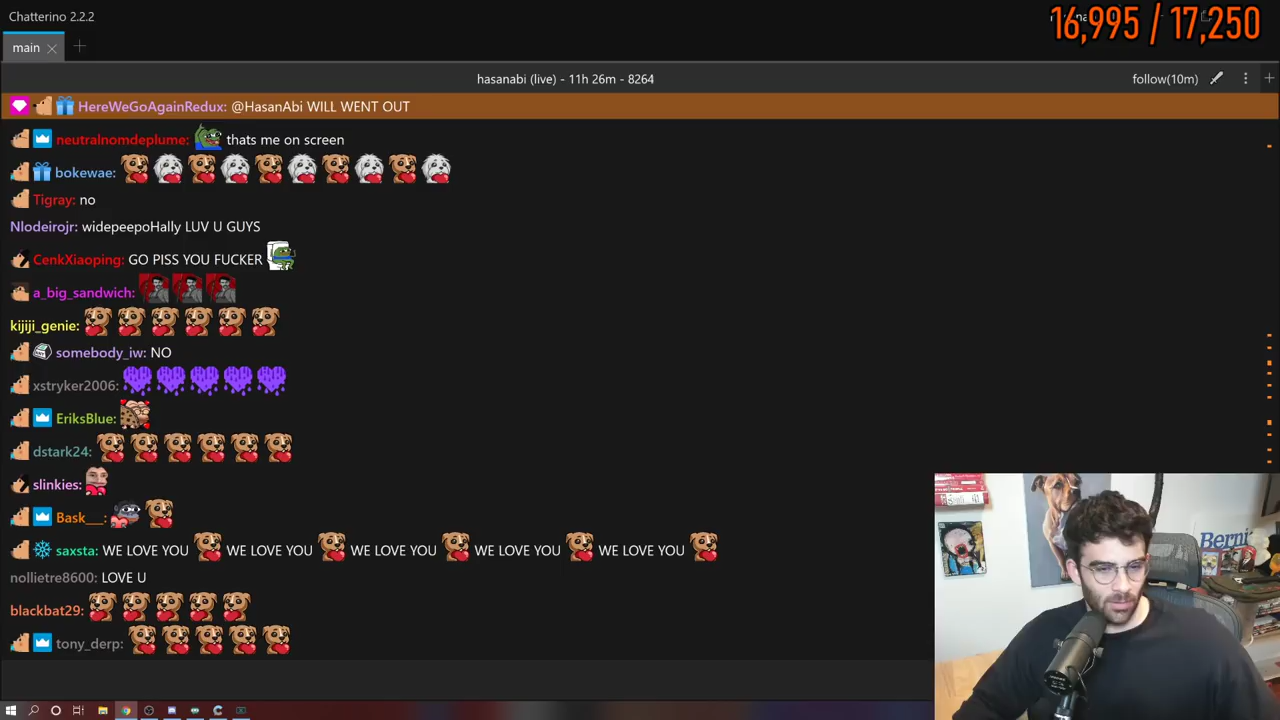 Chatterino 2.2.2
16,995 / 17,250
main
hasanabi (live) - 11h 26m - 8264
follow(10m)
HereWeGoAgainRedux: @HasanAbi WILL WENT OUT
neutralnomdeplume: thats me on screen
bokewae:
Tigray: no
Nlodeirojr: widepeepoHally LUV U GUYS
CenkXiaoping: GO PISS YOU FUCKER
a_big_sandwich:
kijiji_genie:
somebody_iw: NO
xstryker2006:
EriksBlue:
dstark24:
slinkies:
Bask___:
saxsta: WE LOVE YOU WE LOVE YOU WE LOVE YOU WE LOVE YOU WE LOVE YOU
nollietre8600: LOVE U
blackbat29:
tony_derp:
Berni